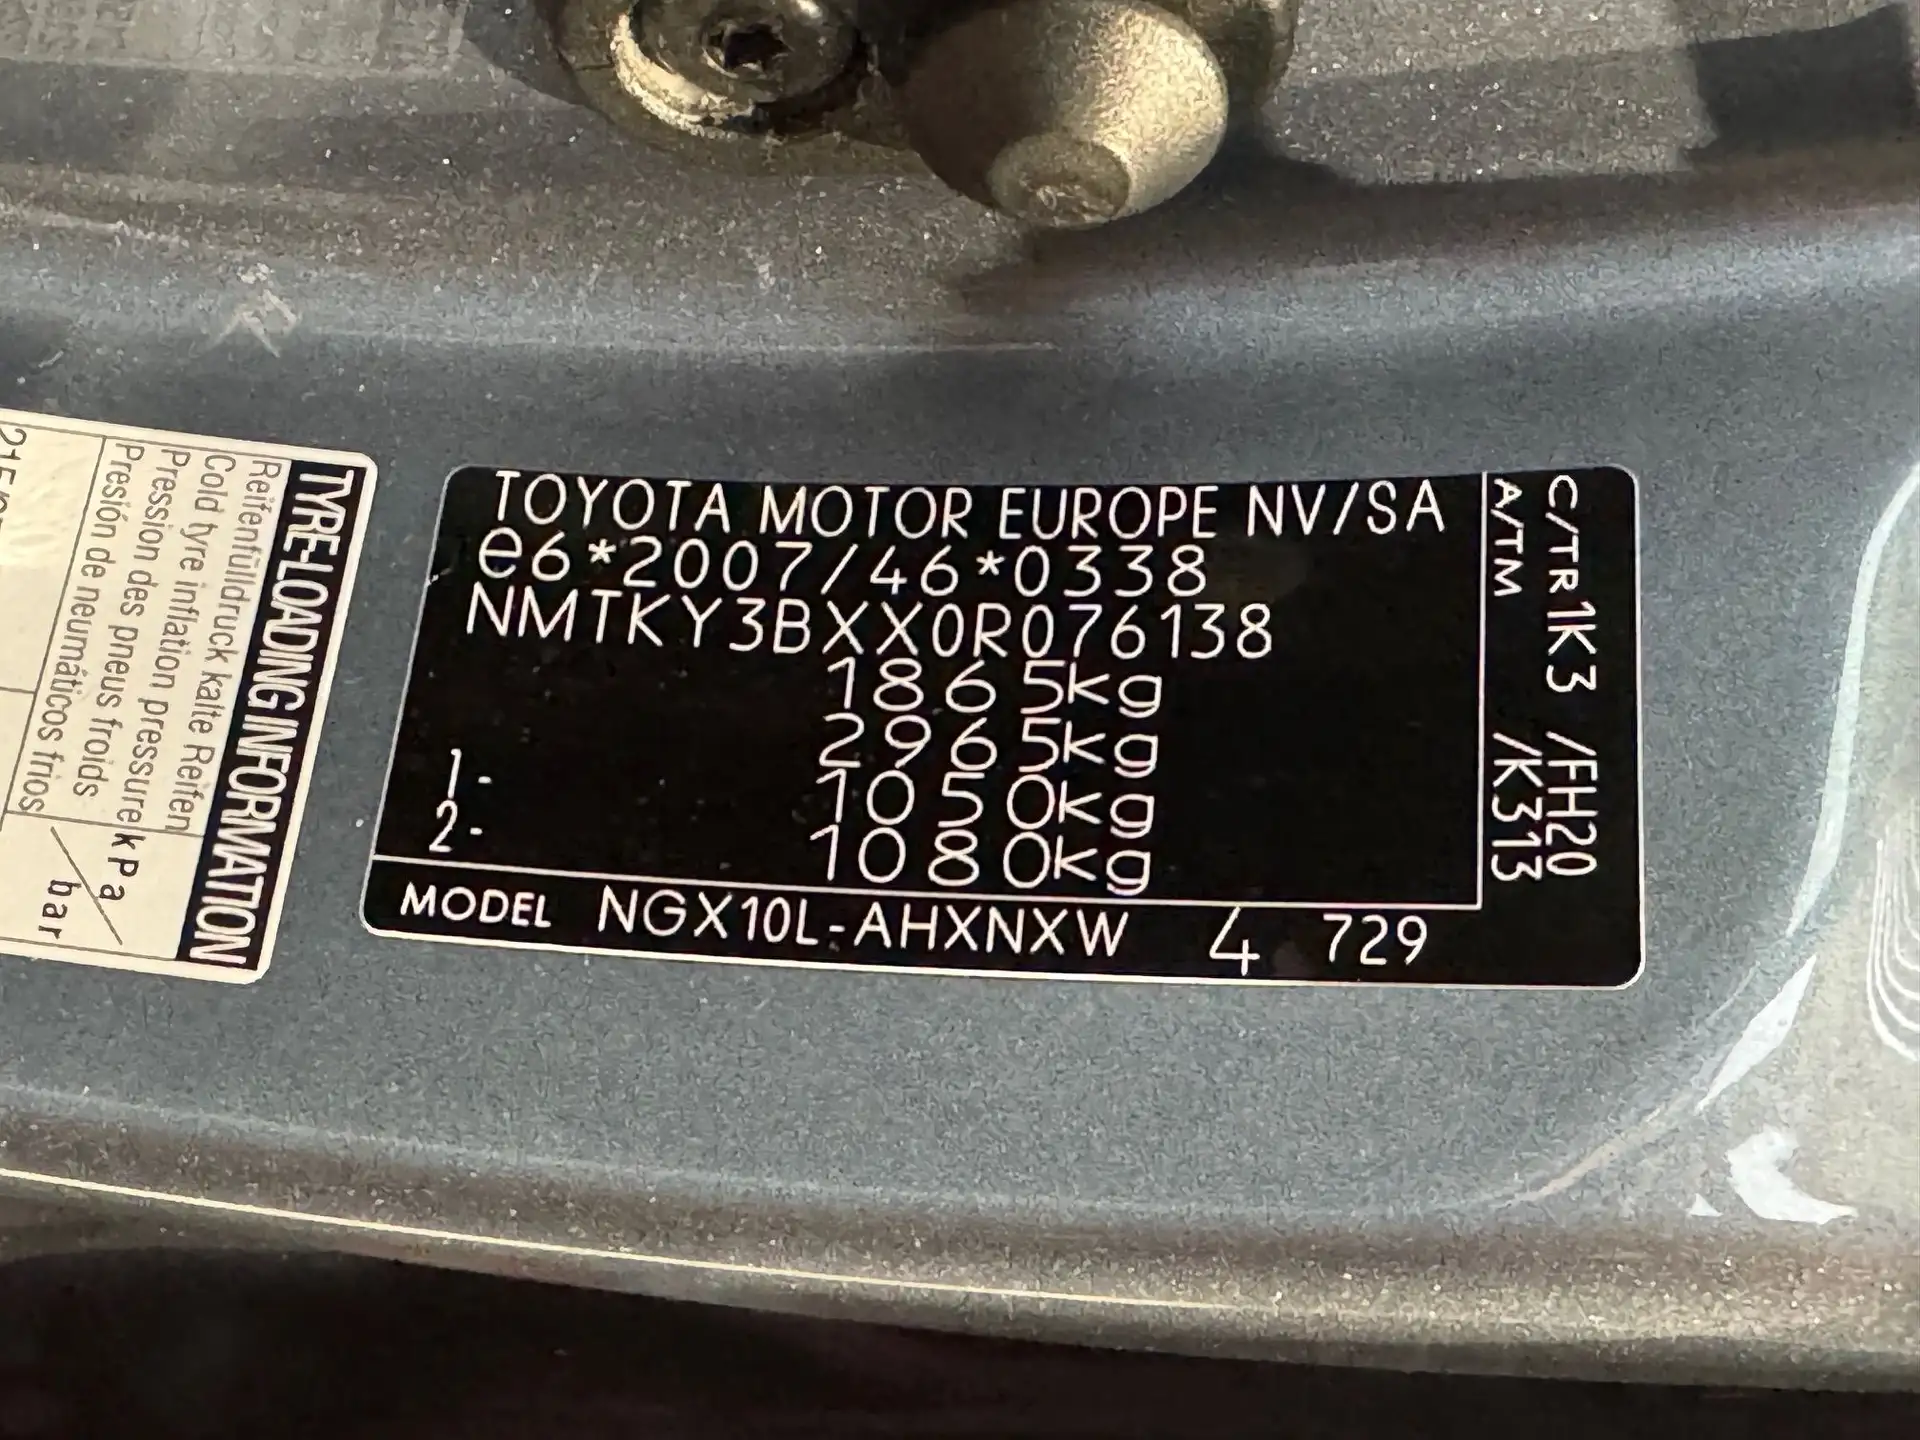 TOYOTA MOTOR EUROPE NV/SA
e6*2007/46*0338
NMTKY3BXX0R076138
1865kg
2965kg
1- 1050kg
2- 1080kg
MODEL NGX10L-AHXNXW 4 729
C/TR 1K3 /FH20
A/TM /K313
TYRE-LOADING INFORMATION
Reifenfülldruck kalte Reifen
Cold tyre inflation pressure
Pression des pneus froids
Presión de neumáticos fríos
kPa/bar